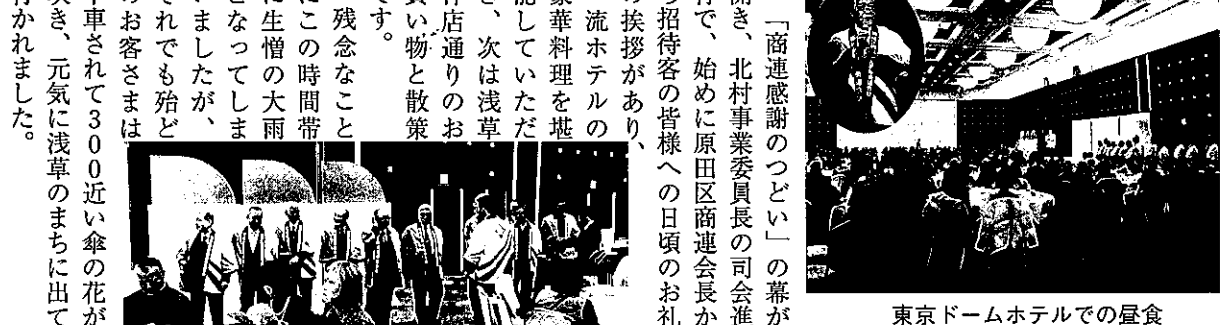 「商連感謝のつどい」の幕が
開き、北村事業委員長の司会進
行で、始めに原田区商連会長か
ら招待客の皆様への日頃のお礼
の挨拶があり、
一流ホテルの
豪華料理を堪
能していただ
き、次は浅草
店通りのお
買い物と散策
です。
残念なこと
にこの時間帯
に生憎の大雨
となってしま
いましたが、
それでも殆ど
のお客さまは
車されて300近い傘の花が
咲き、元気に浅草のまちに出て
行かれました。
東京ドームホテルでの昼食